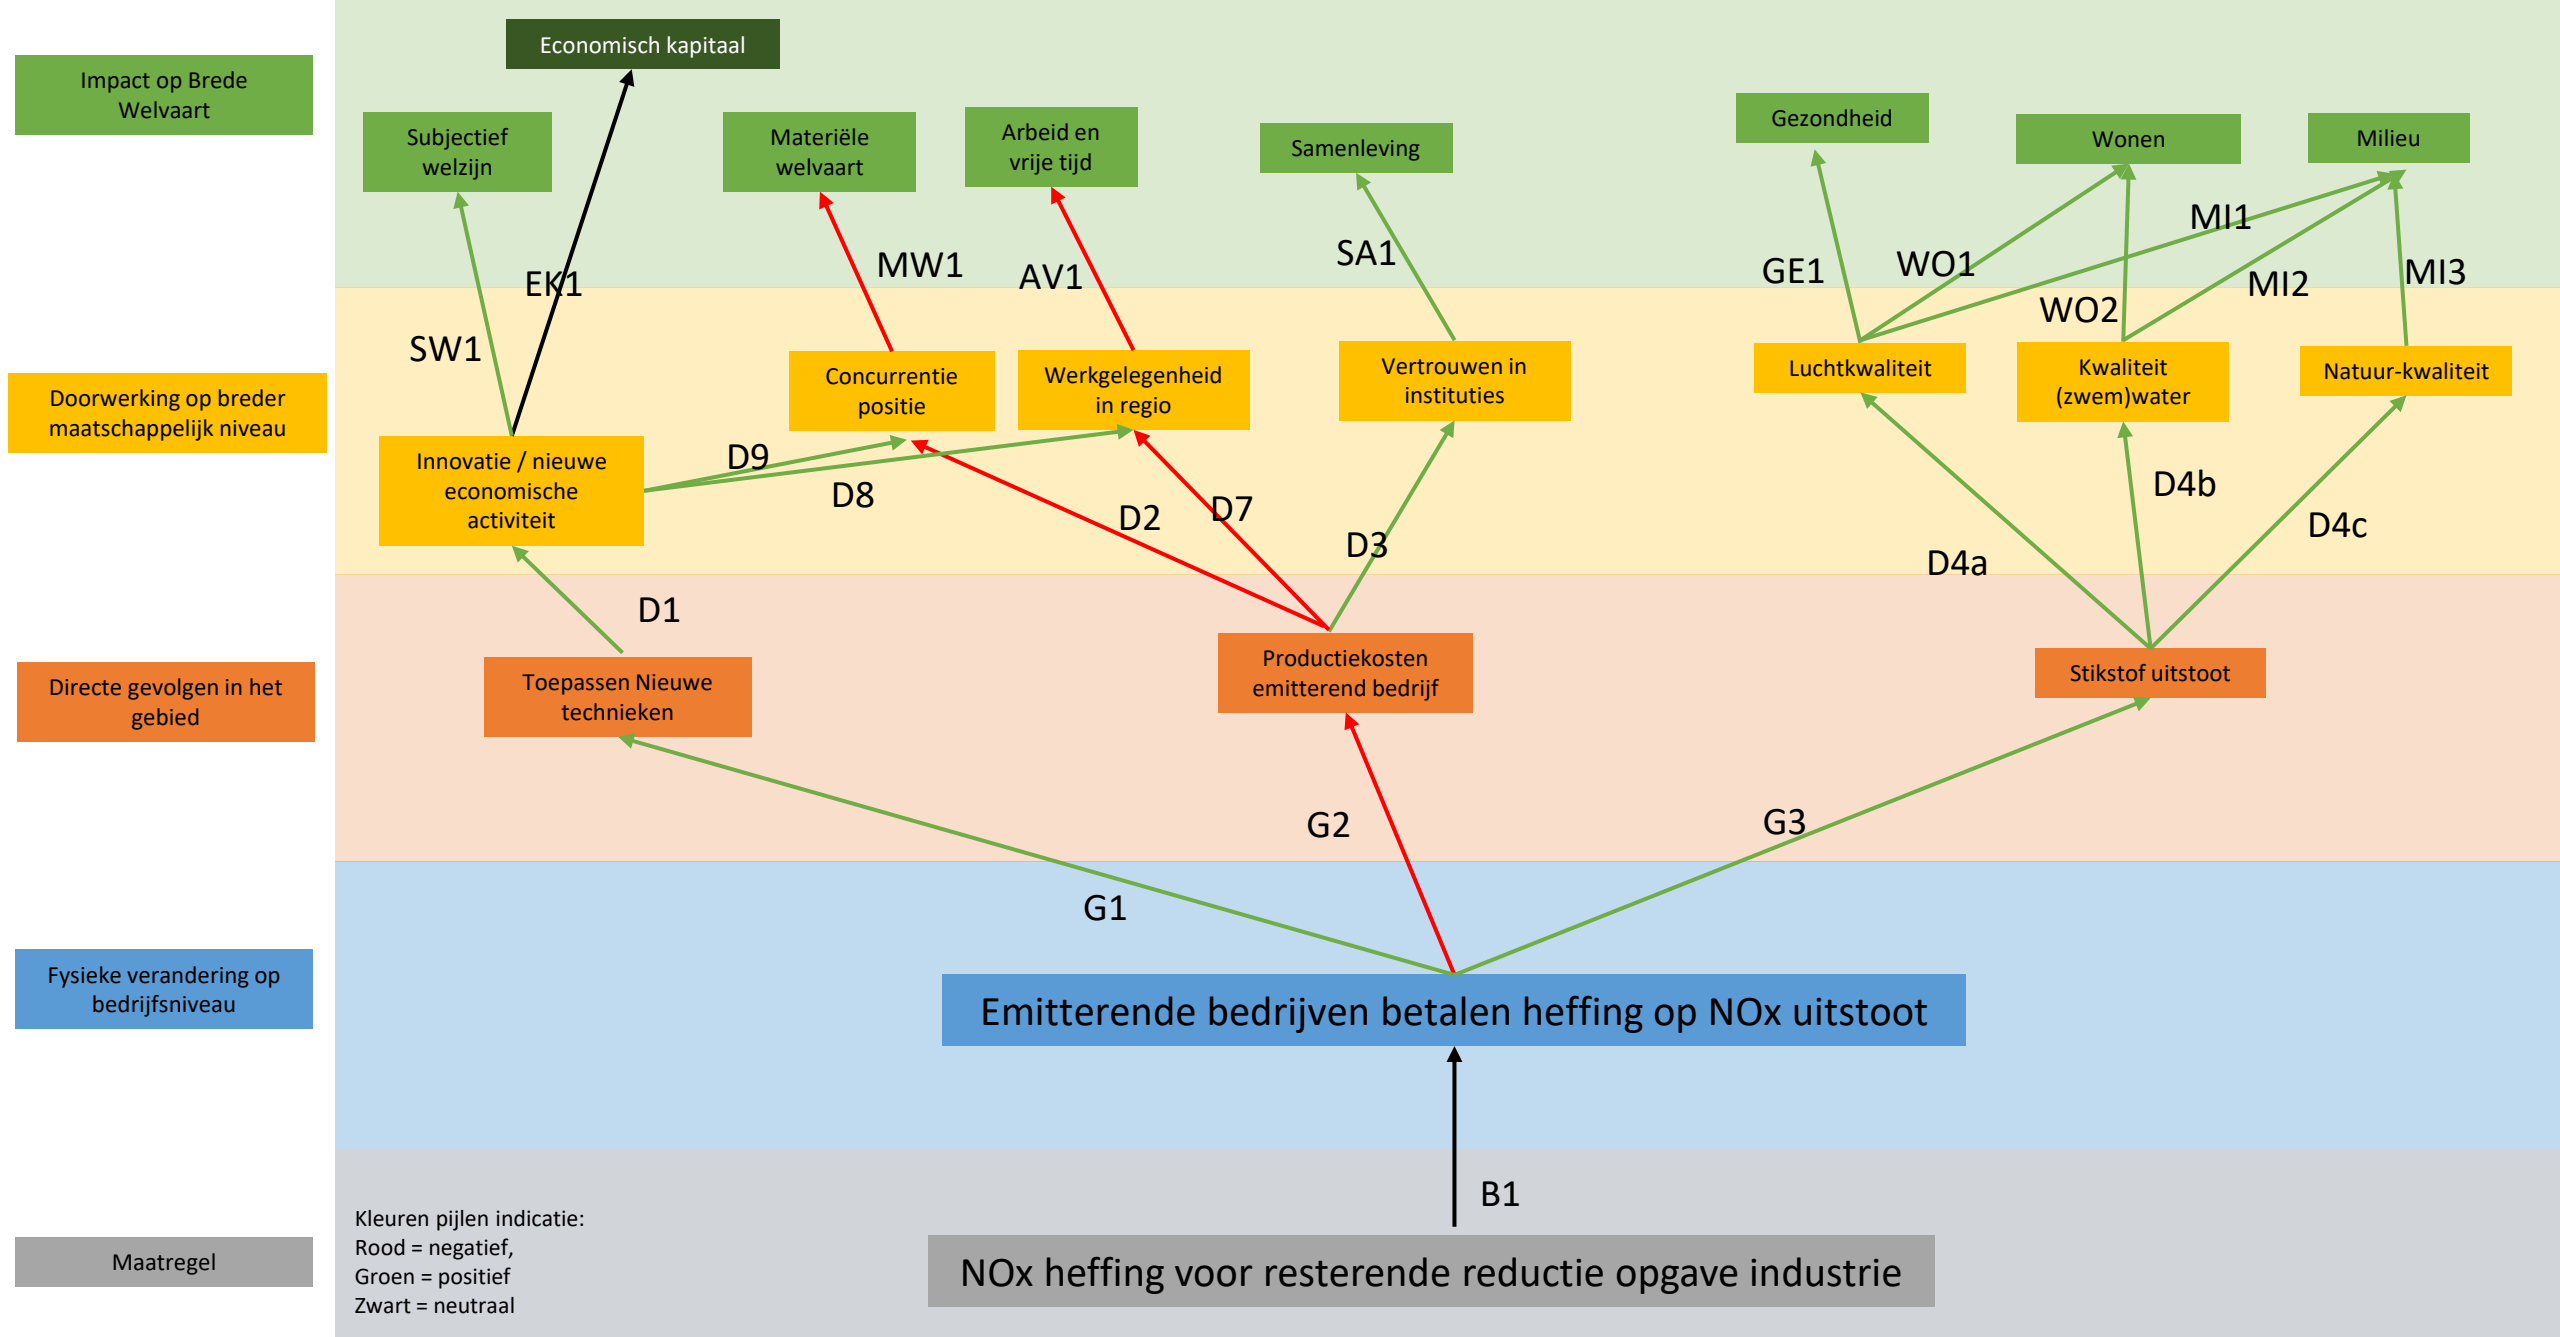 Economisch kapitaal
Impact op Brede
Welvaart
Subjectief
welzijn
Materiële
welvaart
Arbeid en
vrije tijd
Samenleving
Gezondheid
Wonen
Milieu
EK1
MW1
AV1
SA1
GE1
WO1
MI1
WO2
MI2
MI3
SW1
Doorwerking op breder
maatschappelijk niveau
Innovatie / nieuwe
economische
activiteit
Concurrentie
positie
Werkgelegenheid
in regio
Vertrouwen in
instituties
Luchtkwaliteit
Kwaliteit
(zwem)water
Natuur-kwaliteit
D9
D8
D2
D7
D3
D4a
D4b
D4c
D1
Directe gevolgen in het
gebied
Toepassen Nieuwe
technieken
Productiekosten
emitterend bedrijf
Stikstof uitstoot
G1
G2
G3
Fysieke verandering op
bedrijfsniveau
Emitterende bedrijven betalen heffing op NOx uitstoot
B1
Maatregel
Kleuren pijlen indicatie:
Rood = negatief,
Groen = positief
Zwart = neutraal
NOx heffing voor resterende reductie opgave industrie